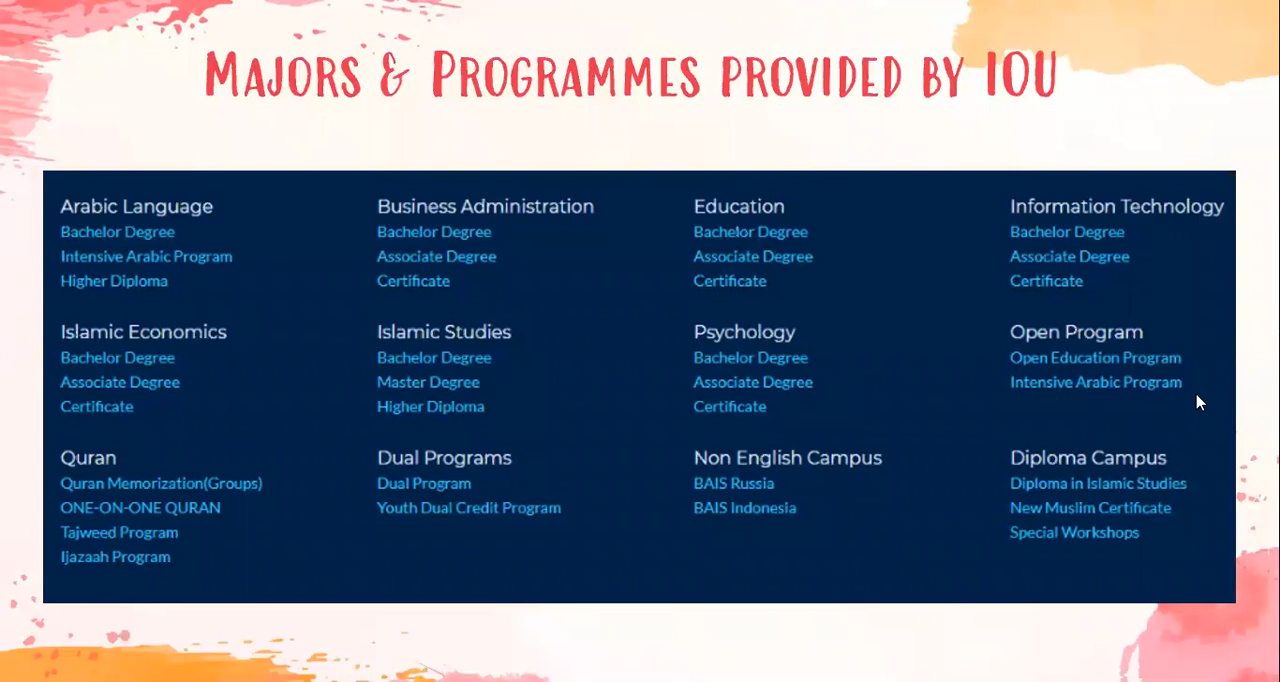 MAJORS & PROGRAMMES PROVIDED BY IOU
Arabic Language
Bachelor Degree
Intensive Arabic Program
Higher Diploma
Business Administration
Bachelor Degree
Associate Degree
Certificate
Education
Bachelor Degree
Associate Degree
Certificate
Information Technology
Bachelor Degree
Associate Degree
Certificate
Islamic Economics
Bachelor Degree
Associate Degree
Certificate
Islamic Studies
Bachelor Degree
Master Degree
Higher Diploma
Psychology
Bachelor Degree
Associate Degree
Certificate
Open Program
Open Education Program
Intensive Arabic Program
Quran
Quran Memorization(Groups)
ONE-ON-ONE QURAN
Tajweed Program
Ijazaah Program
Dual Programs
Dual Program
Youth Dual Credit Program
Non English Campus
BAIS Russia
BAIS Indonesia
Diploma Campus
Diploma in Islamic Studies
New Muslim Certificate
Special Workshops